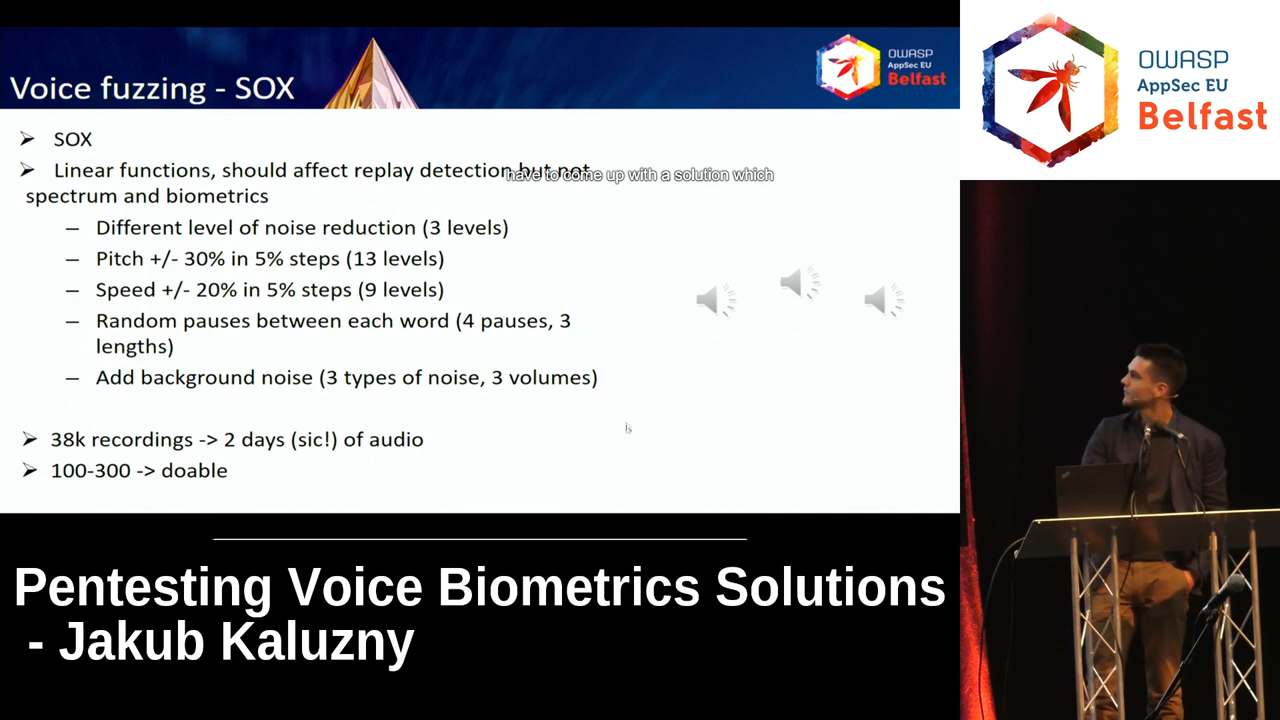 Voice fuzzing - SOX
OWASP
AppSec EU
Belfast
OWASP
AppSec EU
Belfast
➢ SOX
➢ Linear functions, should affect replay detection but not
have to come up with a solution which
spectrum and biometrics
– Different level of noise reduction (3 levels)
– Pitch +/- 30% in 5% steps (13 levels)
– Speed +/- 20% in 5% steps (9 levels)
– Random pauses between each word (4 pauses, 3
lengths)
– Add background noise (3 types of noise, 3 volumes)
➢ 38k recordings -> 2 days (sic!) of audio
➢ 100-300 -> doable
Pentesting Voice Biometrics Solutions
- Jakub Kaluzny